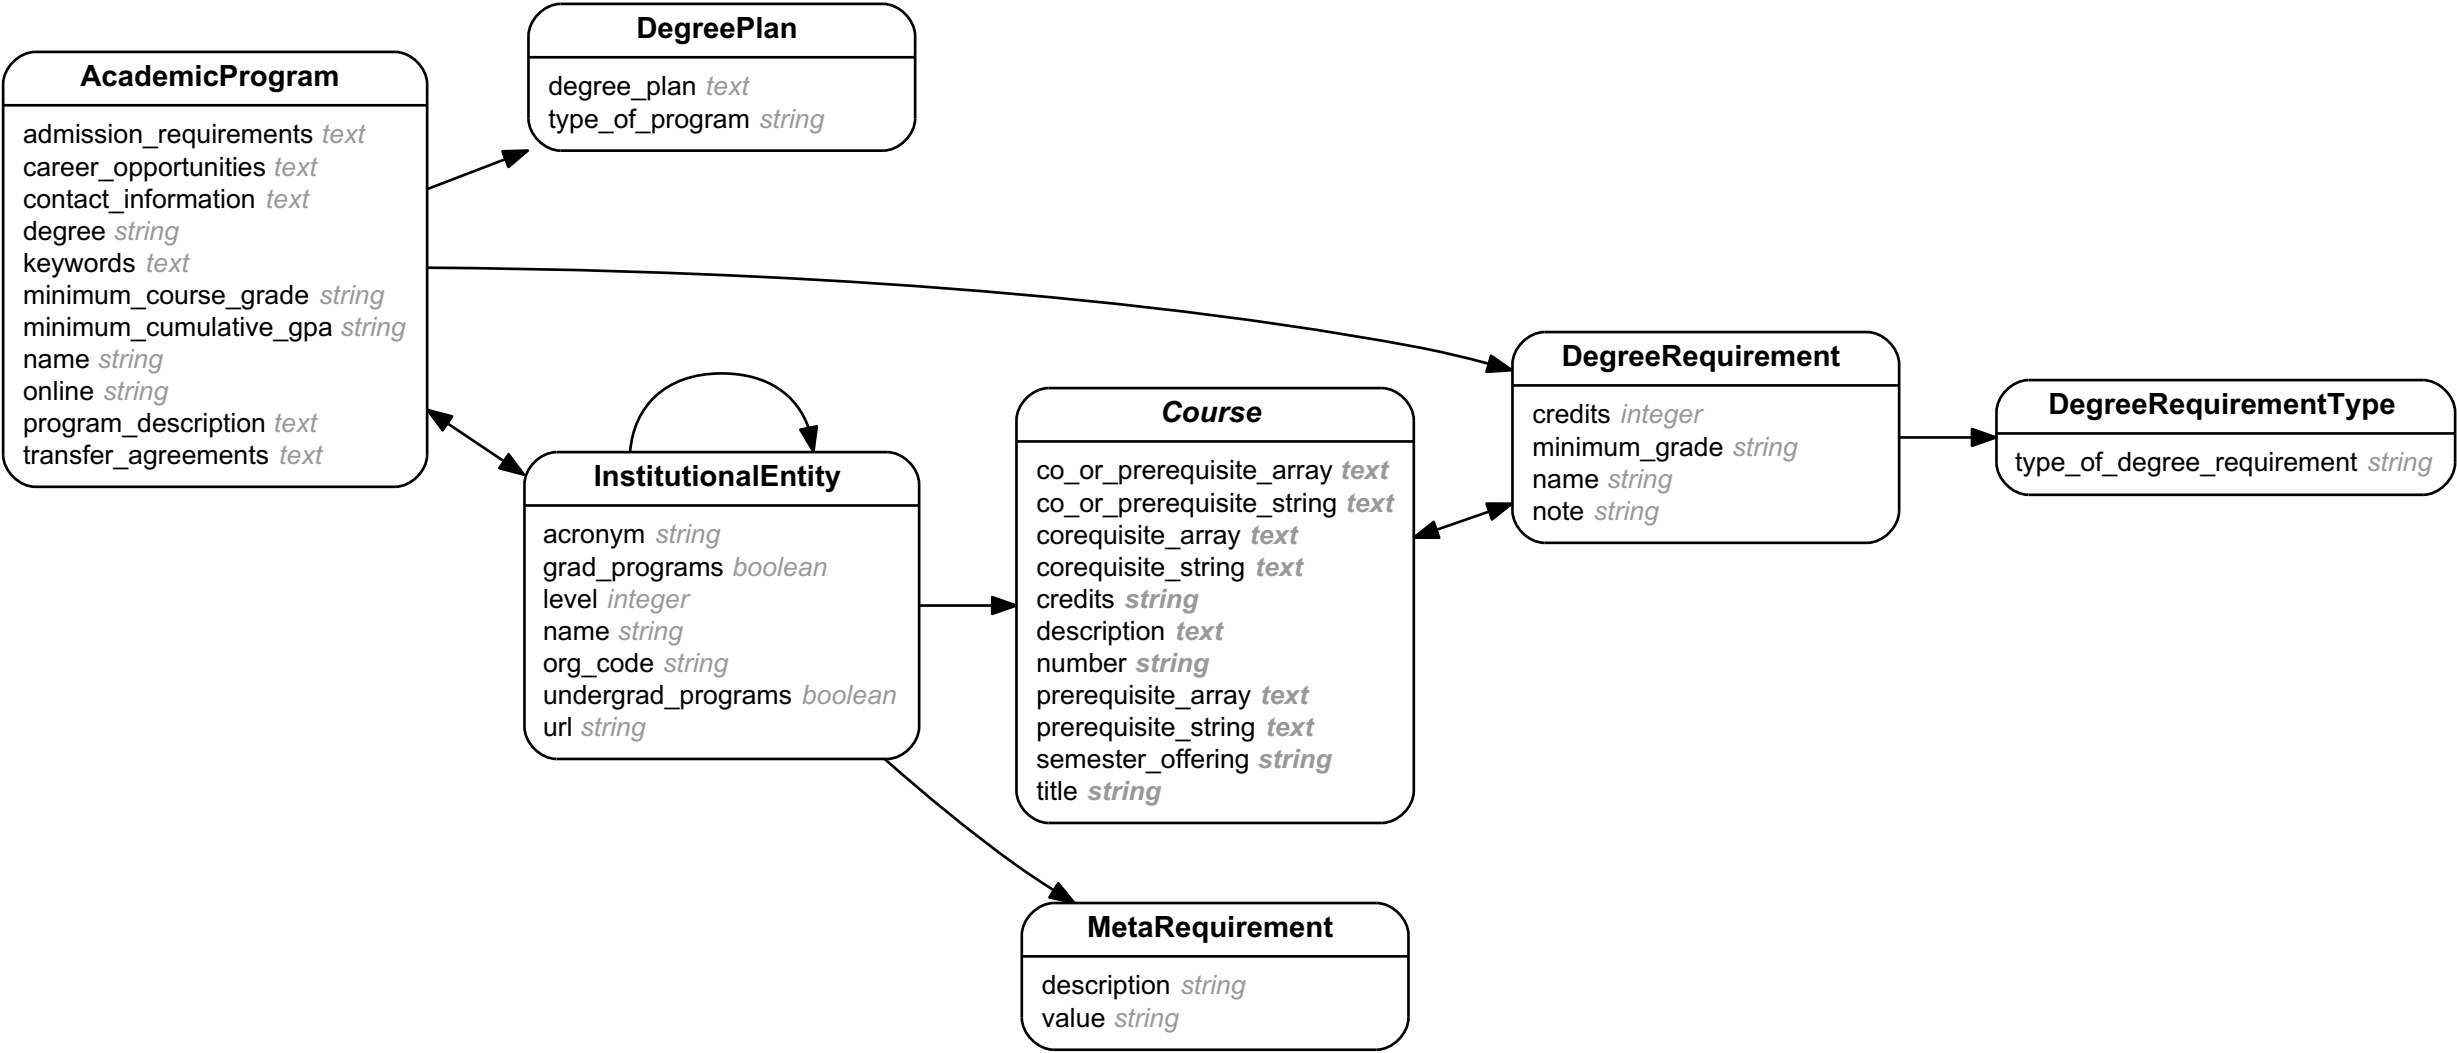 AcademicProgram
admission_requirements text
career_opportunities text
contact_information text
degree string
keywords text
minimum_course_grade string
minimum_cumulative_gpa string
name string
online string
program_description text
transfer_agreements text
DegreePlan
degree_plan text
type_of_program string
InstitutionalEntity
acronym string
grad_programs boolean
level integer
name string
org_code string
undergrad_programs boolean
url string
Course
co_or_prerequisite_array text
co_or_prerequisite_string text
corequisite_array text
corequisite_string text
credits string
description text
number string
prerequisite_array text
prerequisite_string text
semester_offering string
title string
MetaRequirement
description string
value string
DegreeRequirement
credits integer
minimum_grade string
name string
note string
DegreeRequirementType
type_of_degree_requirement string